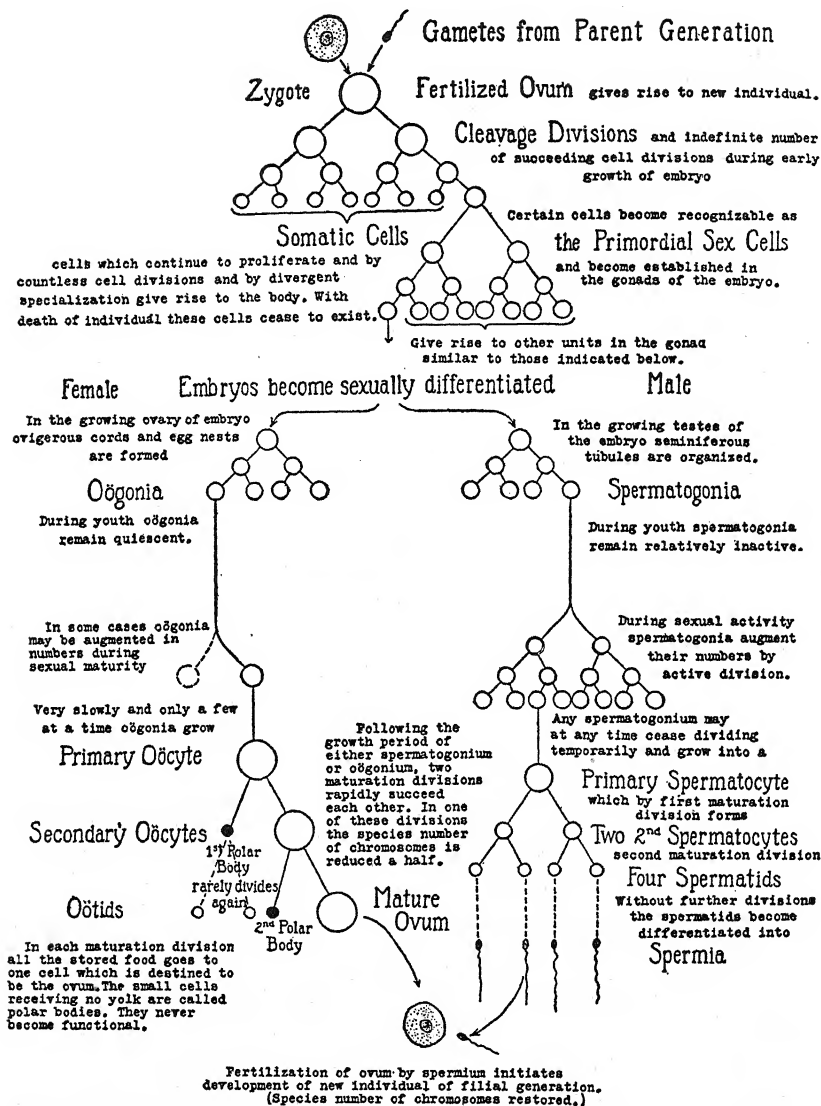 Gametes from Parent Generation
Zygote
Fertilized Ovum gives rise to new individual.
Cleavage Divisions and indefinite number
of succeeding cell divisions during early
growth of embryo
Somatic Cells
cells which continue to proliferate and by
countless cell divisions and by divergent
specialization give rise to the body. With
death of individual these cells cease to exist.
Certain cells become recognizable as
the Primordial Sex Cells
and become established in
the gonads of the embryo.
Give rise to other units in the gonad
similar to those indicated below.
Female
Embryos become sexually differentiated
Male
In the growing ovary of embryo
ovigerous cords and egg nests
are formed
In the growing testes of
the embryo seminiferous
tubules are organized.
Oögonia
Spermatogonia
During youth oögonia
remain quiescent.
During youth spermatogonia
remain relatively inactive.
In some cases oögonia
may be augmented in
numbers during
sexual maturity
During sexual activity
spermatogonia augment
their numbers by
active division.
Very slowly and only a few
at a time oögonia grow
Primary Oöcyte
Following the
growth period of
either spermatogonium
or oögonium, two
maturation divisions
rapidly succeed
each other. In one
of these divisions
the species number
of chromosomes is
reduced a half.
Any spermatogonium may
at any time cease dividing
temporarily and grow into a
Primary Spermatocyte
which by first maturation
division forms
Secondary Oöcytes
1st Polar
Body
rarely divides
again
Two 2nd Spermatocytes
second maturation division
Four Spermatids
Without further divisions
the spermatids become
differentiated into
Spermia
Oötids
2nd Polar
Body
Mature
Ovum
In each maturation division
all the stored food goes to
one cell which is destined to
be the ovum. The small cells
receiving no yolk are called
polar bodies. They never
become functional.
Fertilization of ovum by spermium initiates
development of new individual of filial generation.
(Species number of chromosomes restored.)